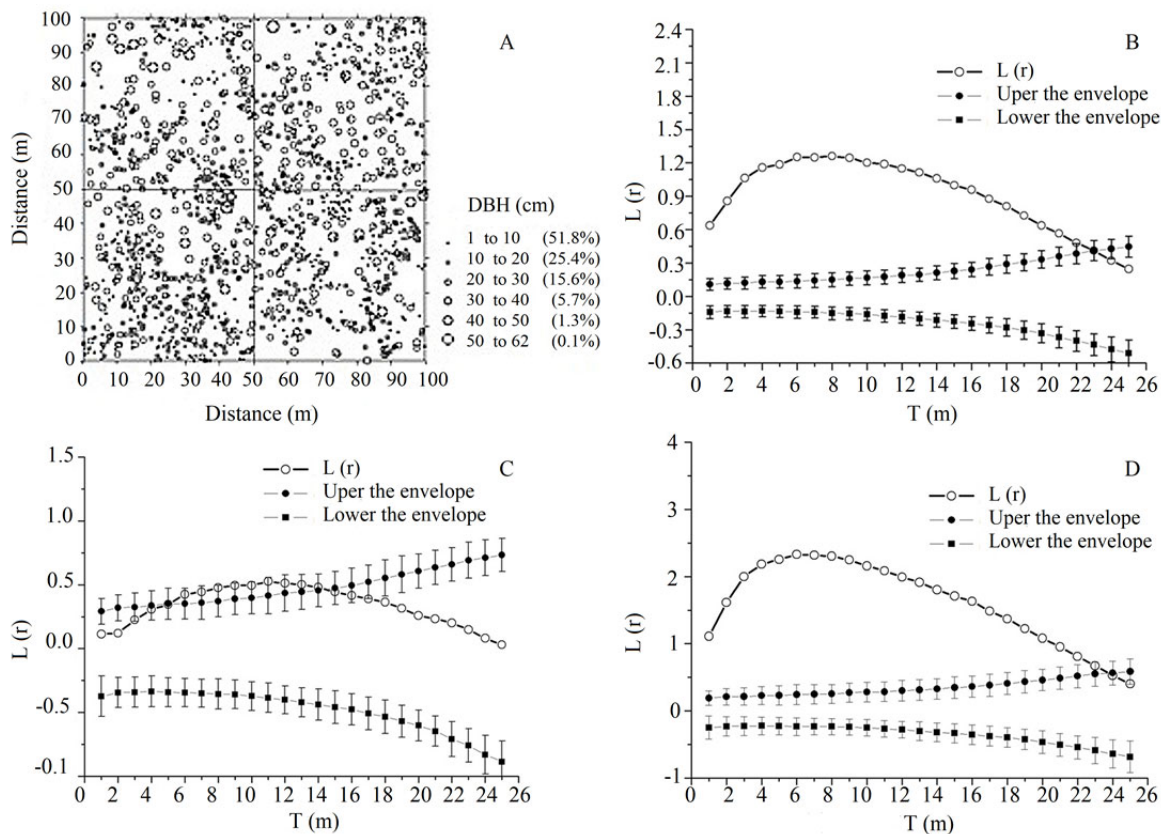 A
100
90
80
70
60
50
40
30
20
10
0
Distance (m)
0 10 20 30 40 50 60 70 80 90 100
Distance (m)
DBH (cm)
1 to 10 (51.8%)
10 to 20 (25.4%)
20 to 30 (15.6%)
30 to 40 (5.7%)
40 to 50 (1.3%)
50 to 62 (0.1%)
B
L (r)
Uper the envelope
Lower the envelope
2.4
2.1
1.8
1.5
1.2
0.9
0.6
0.3
0.0
-0.3
-0.6
L (r)
0 2 4 6 8 10 12 14 16 18 20 22 24 26
T (m)
C
L (r)
Uper the envelope
Lower the envelope
1.5
1.0
0.5
0.0
-0.5
-0.1
L (r)
2 4 6 8 10 12 14 16 18 20 22 24 26
T (m)
D
L (r)
Uper the envelope
Lower the envelope
4
3
2
1
0
-1
L (r)
0 2 4 6 8 10 12 14 16 18 20 22 24 26
T (m)